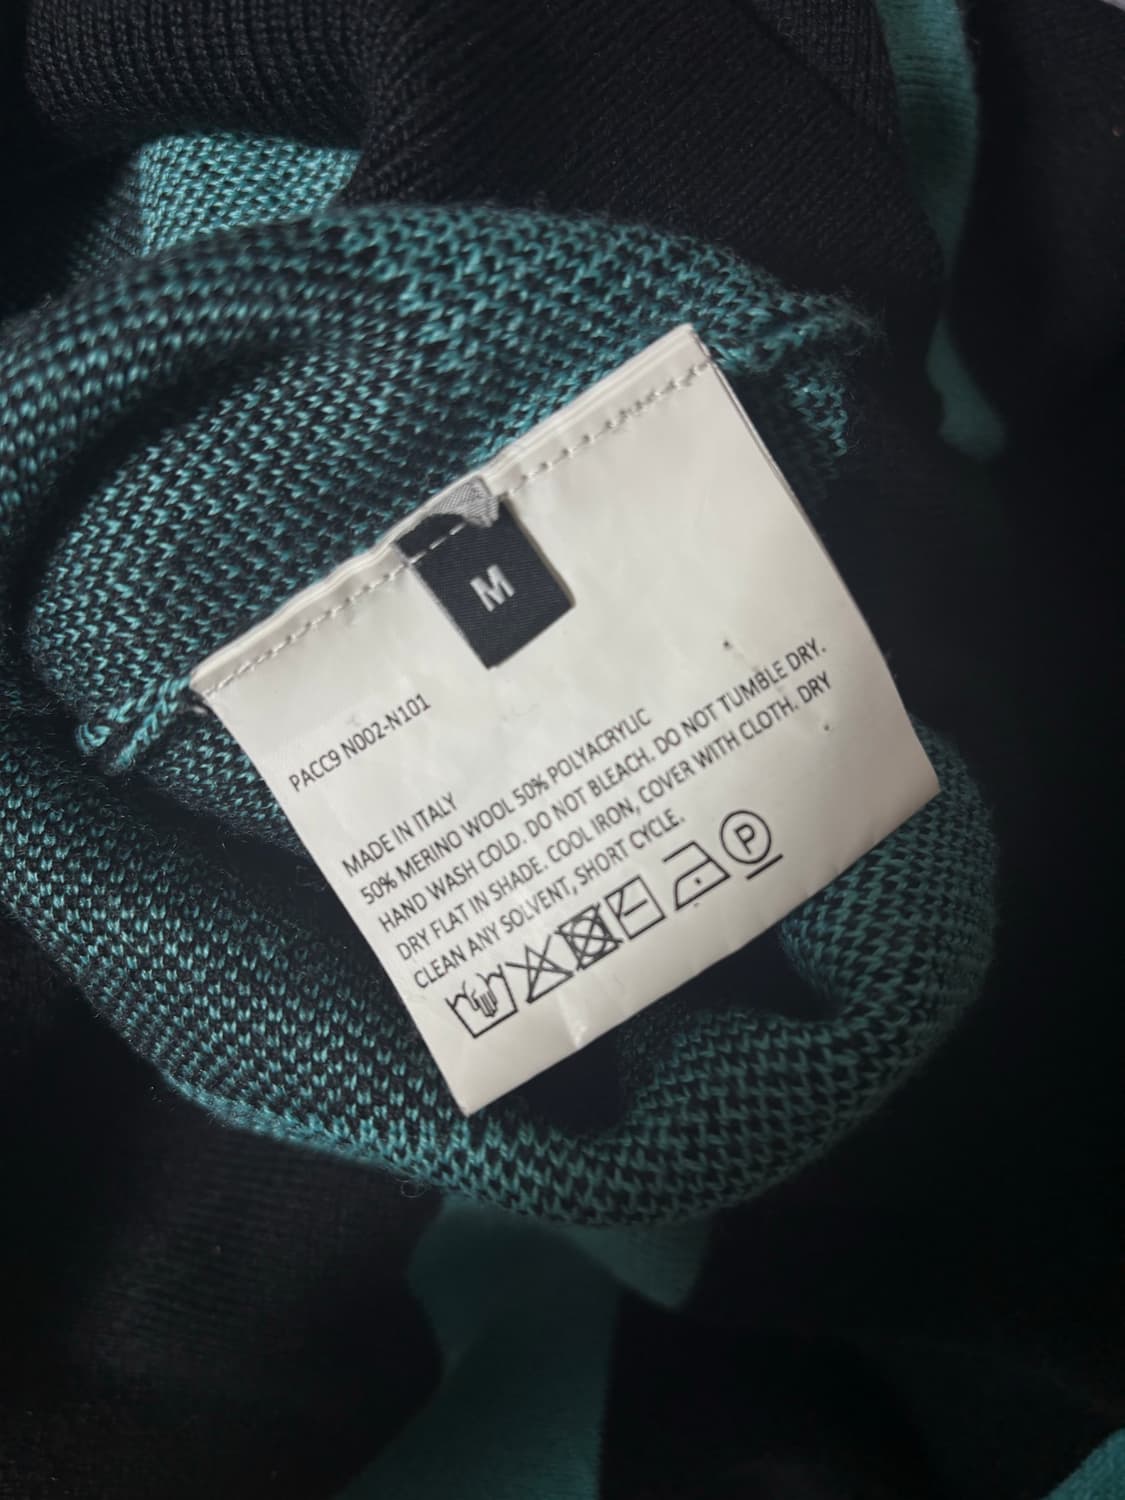 M
PACC9 N002-N101
MADE IN ITALY
50% MERINO WOOL 50% POLYACRYLIC
HAND WASH COLD. DO NOT BLEACH. DO NOT TUMBLE DRY.
DRY FLAT IN SHADE. COOL IRON, COVER WITH CLOTH. DRY
CLEAN ANY SOLVENT, SHORT CYCLE.
P